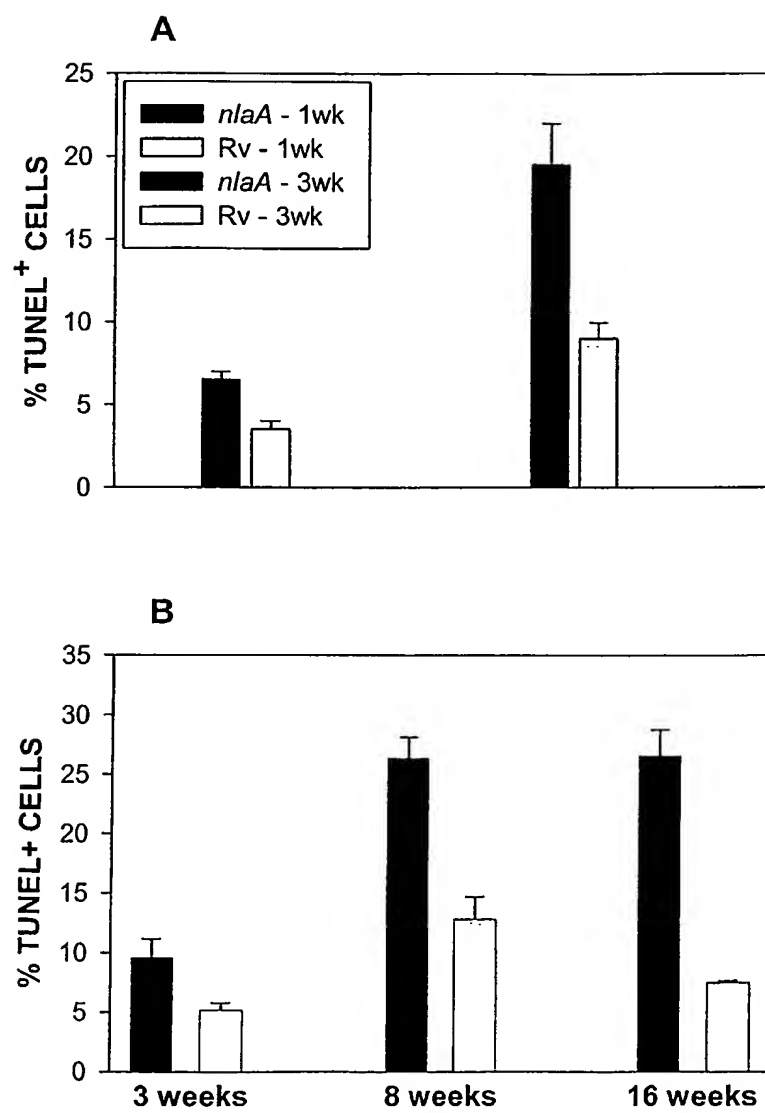 A
25
20
15
10
5
0
% TUNEL+ CELLS
nlaA - 1wk
Rv - 1wk
nlaA - 3wk
Rv - 3wk
B
35
30
25
20
15
10
5
0
% TUNEL+ CELLS
3 weeks 8 weeks 16 weeks